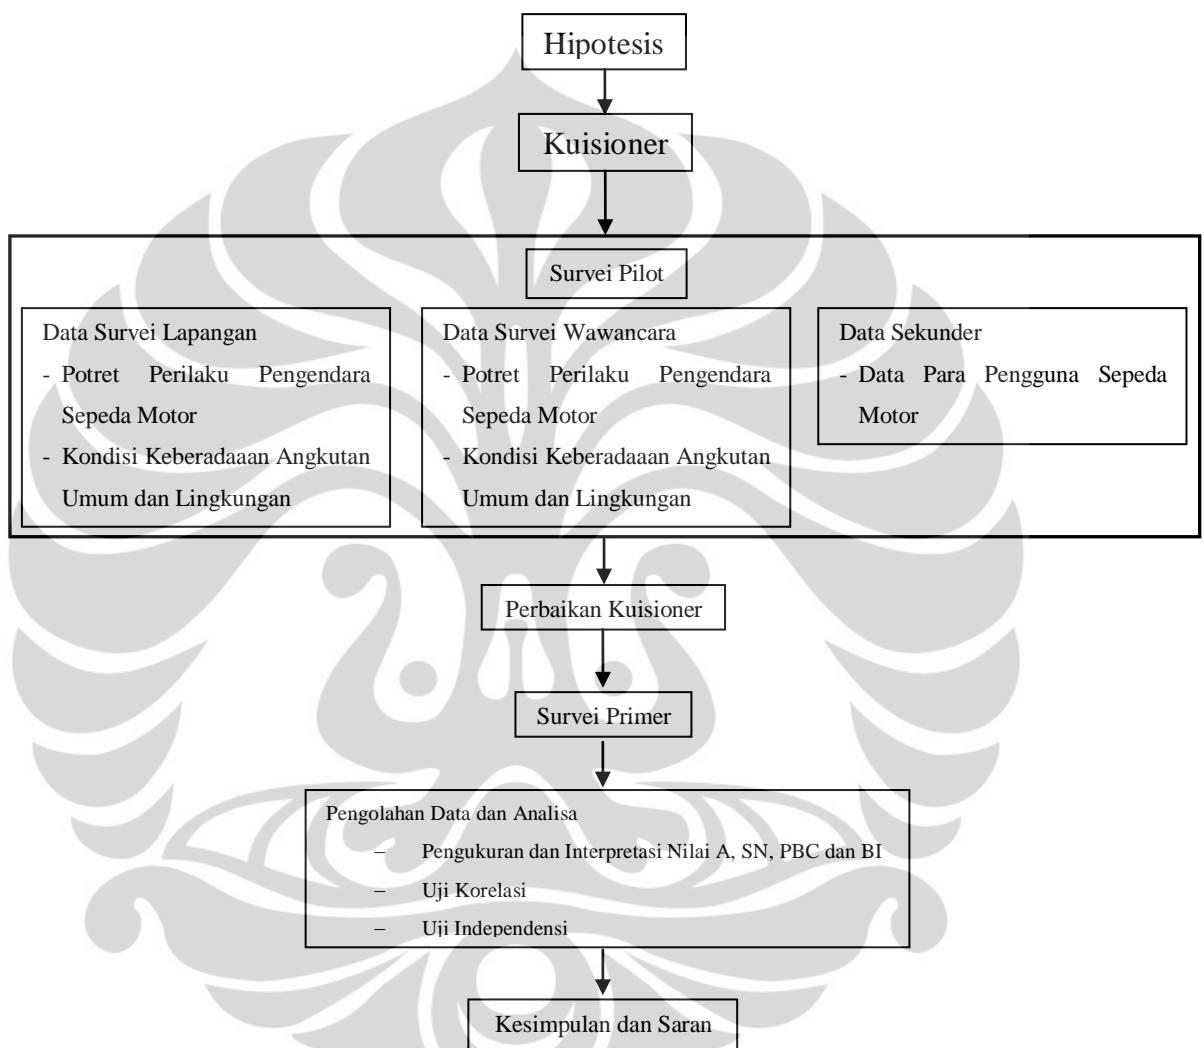 Hipotesis
Kuisioner
Survei Pilot
Data Survei Lapangan
- Potret Perilaku Pengendara
Sepeda Motor
- Kondisi Keberadaaan Angkutan
Umum dan Lingkungan
Data Survei Wawancara
- Potret Perilaku Pengendara
Sepeda Motor
- Kondisi Keberadaaan Angkutan
Umum dan Lingkungan
Data Sekunder
- Data Para Pengguna Sepeda
Motor
Perbaikan Kuisioner
Survei Primer
Pengolahan Data dan Analisa
– Pengukuran dan Interpretasi Nilai A, SN, PBC dan BI
– Uji Korelasi
– Uji Independensi
Kesimpulan dan Saran